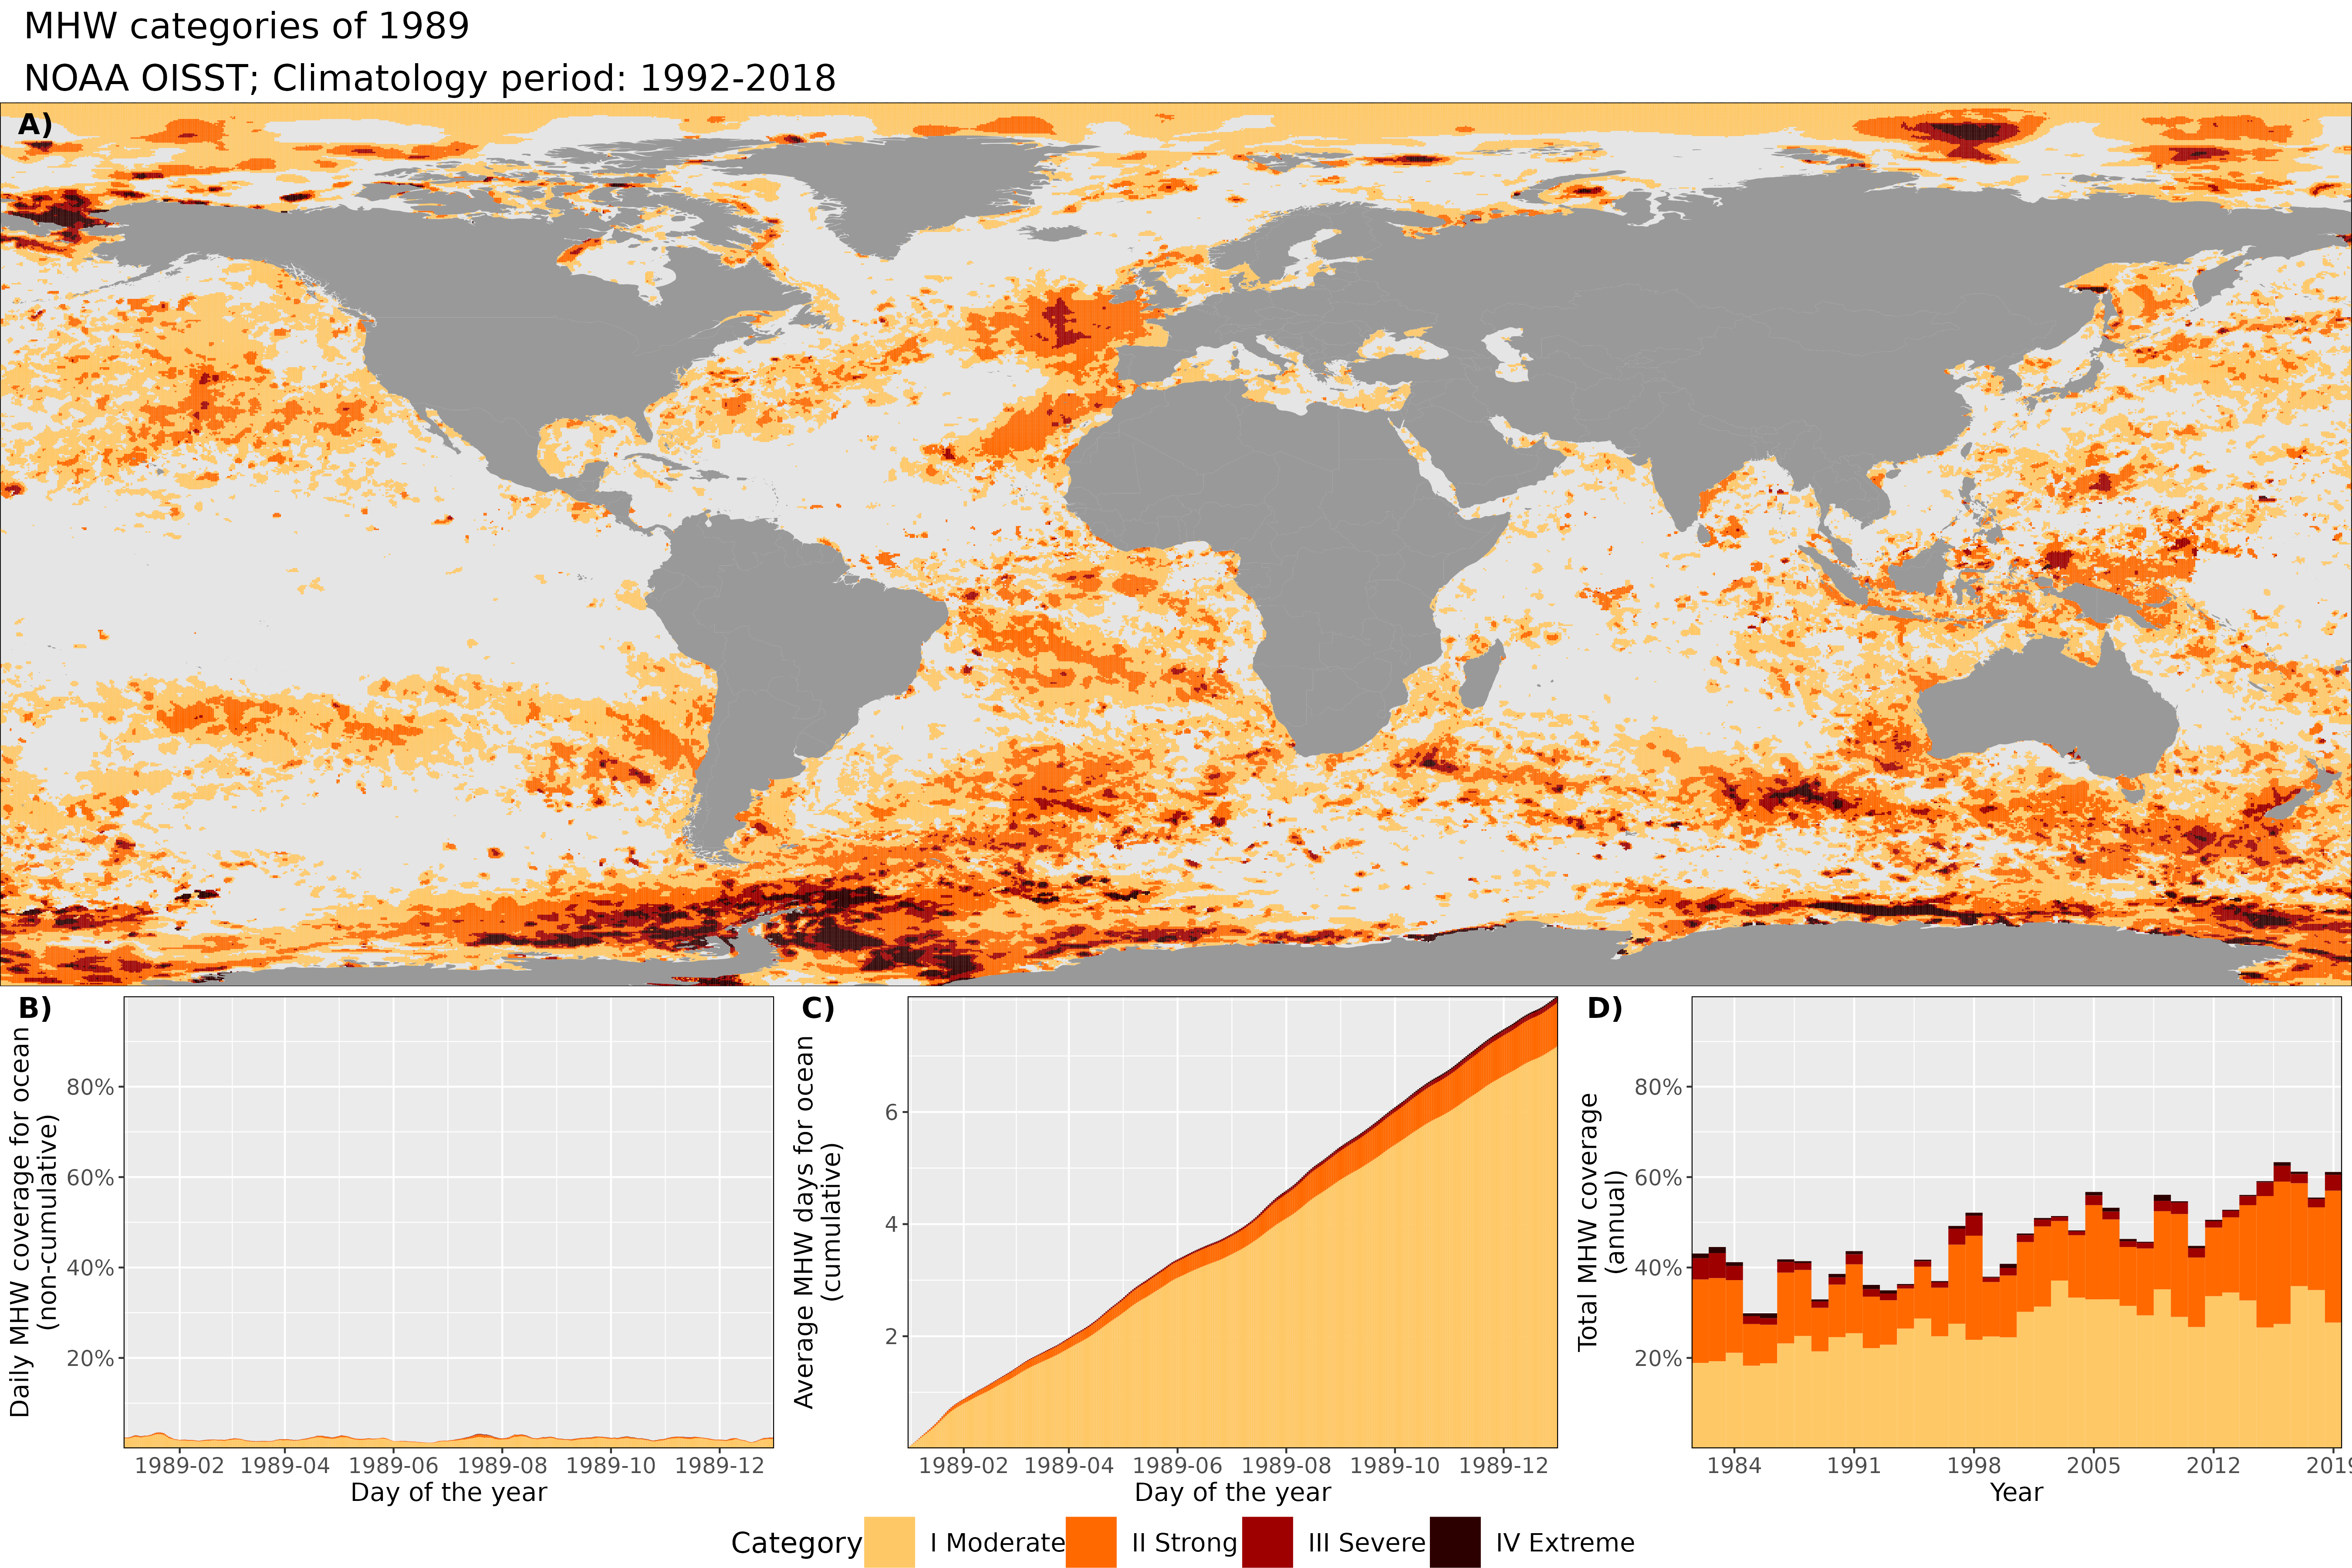 MHW categories of 1989
NOAA OISST; Climatology period: 1992-2018
A)
B)
Daily MHW coverage for ocean
(non-cumulative)
80%
60%
40%
20%
1989-02 1989-04 1989-06 1989-08 1989-10 1989-12
Day of the year
C)
Average MHW days for ocean
(cumulative)
6
4
2
1989-02 1989-04 1989-06 1989-08 1989-10 1989-12
Day of the year
D)
Total MHW coverage
(annual)
80%
60%
40%
20%
1984 1991 1998 2005 2012 2019
Year
Category I Moderate II Strong III Severe IV Extreme